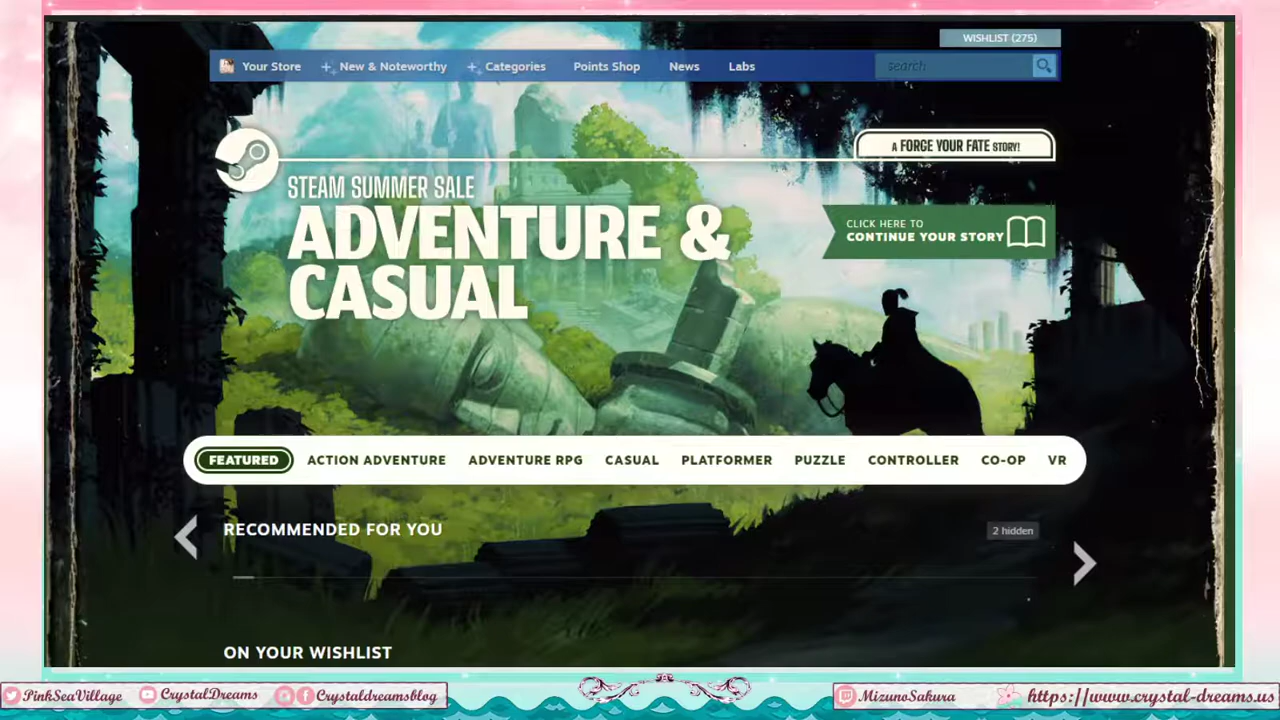 WISHLIST (275)
Your Store New & Noteworthy Categories Points Shop News Labs search
A FORCE YOUR FATE STORY!
STEAM SUMMER SALE
ADVENTURE &
CASUAL
CLICK HERE TO
CONTINUE YOUR STORY
FEATURED ACTION ADVENTURE ADVENTURE RPG CASUAL PLATFORMER PUZZLE CONTROLLER CO-OP VR
RECOMMENDED FOR YOU 2 hidden
ON YOUR WISHLIST
PinkSeaVillage CrystalDreams Crystaldreamsblog MizunoSakura https://www.crystal-dreams.us